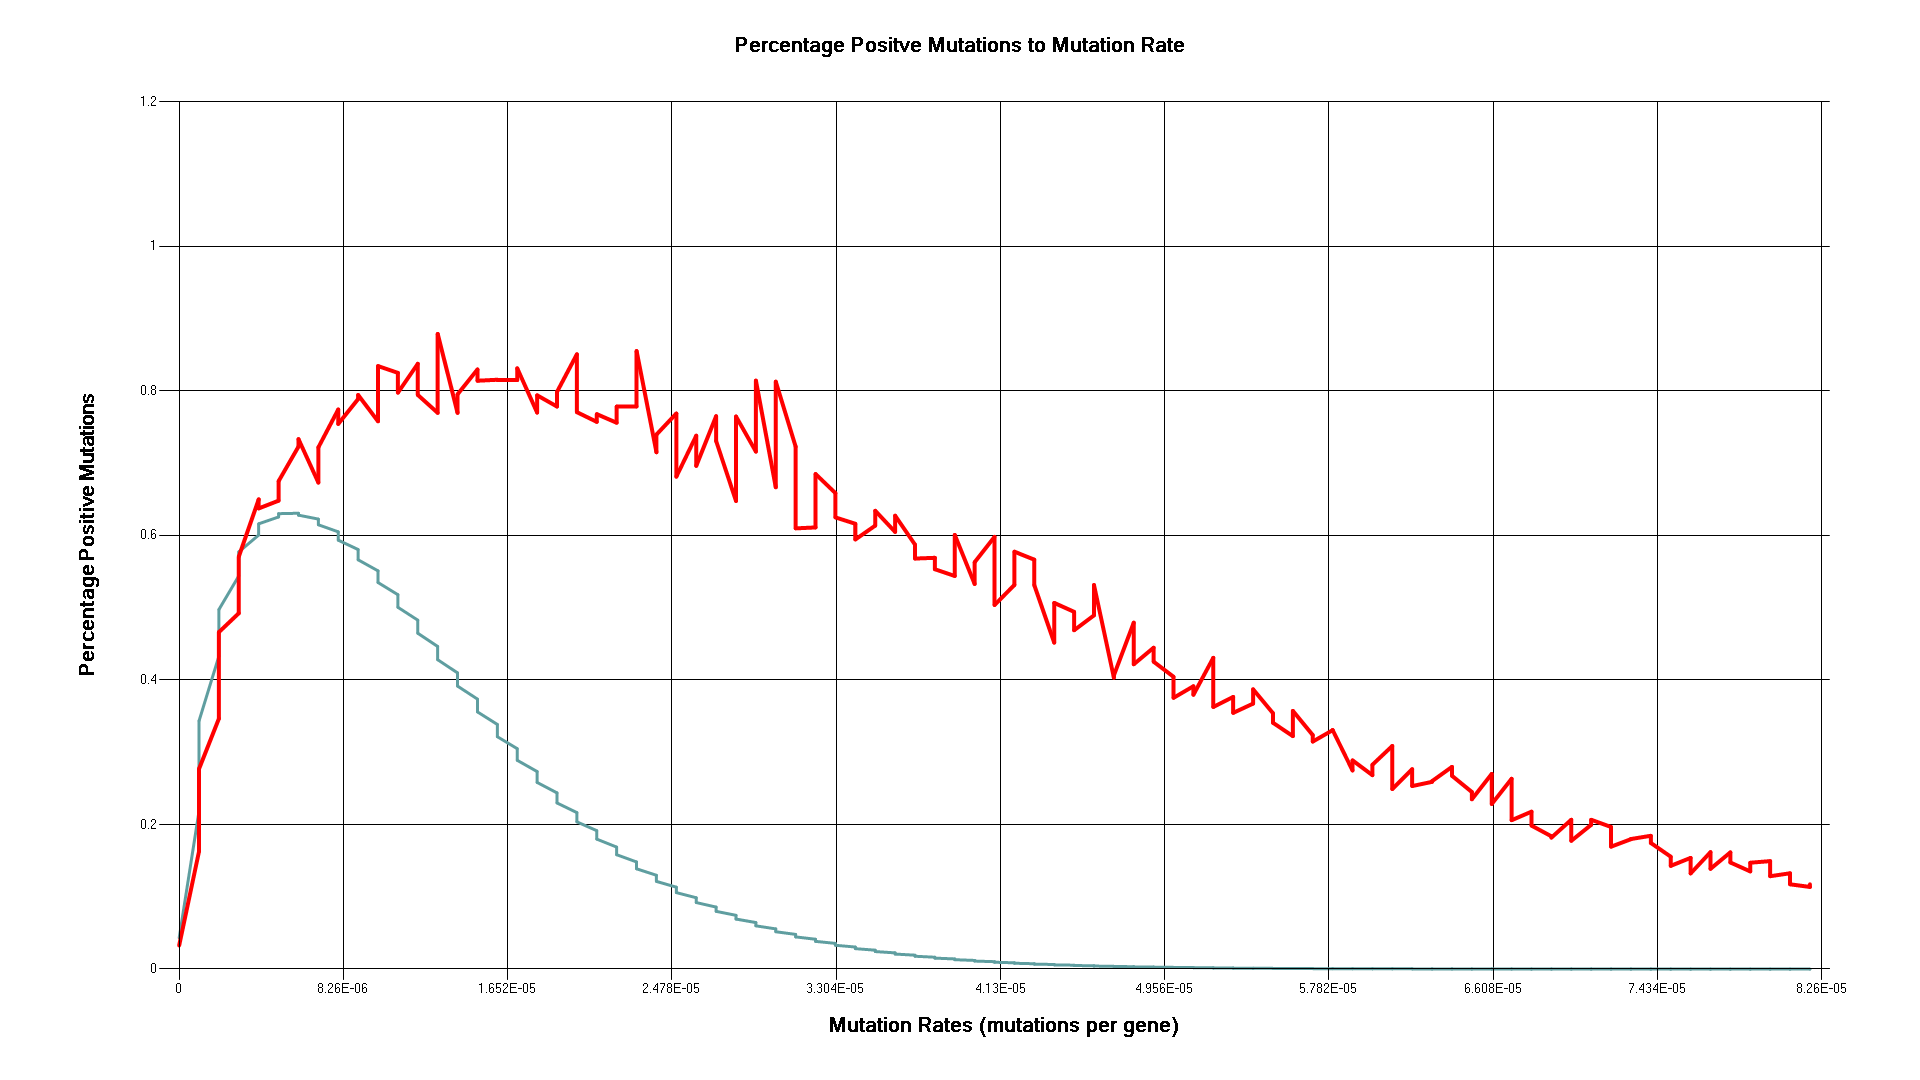 Percentage Positve Mutations to Mutation Rate
1.2
1
0.8
0.6
0.4
0.2
0
Percentage Positive Mutations
0 8.26E-06 1.652E-05 2.478E-05 3.304E-05 4.13E-05 4.956E-05 5.782E-05 6.608E-05 7.434E-05 8.26E-05
Mutation Rates (mutations per gene)